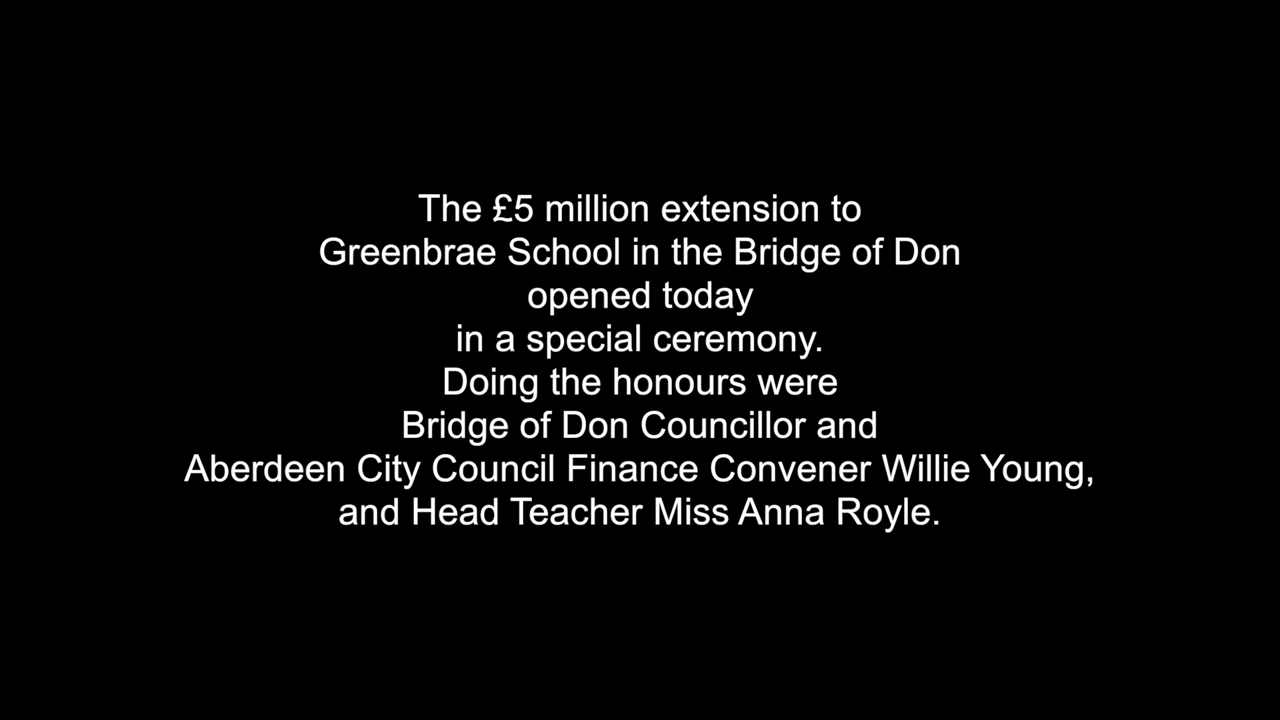 The £5 million extension to
Greenbrae School in the Bridge of Don
opened today
in a special ceremony.
Doing the honours were
Bridge of Don Councillor and
Aberdeen City Council Finance Convener Willie Young,
and Head Teacher Miss Anna Royle.